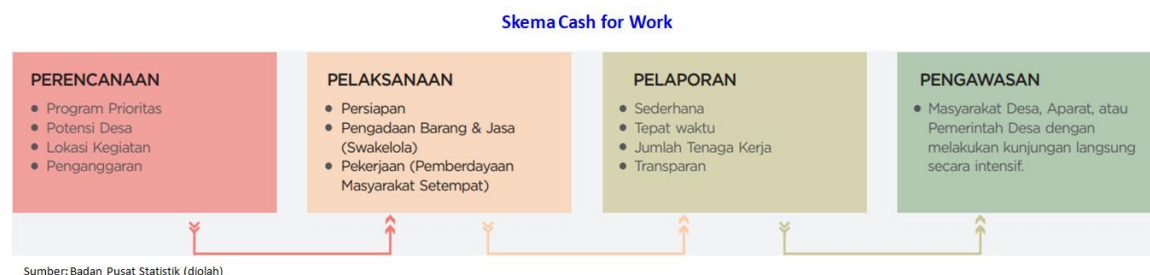 Skema Cash for Work
PERENCANAAN
• Program Prioritas
• Potensi Desa
• Lokasi Kegiatan
• Penganggaran
PELAKSANAAN
• Persiapan
• Pengadaan Barang & Jasa
(Swakelola)
• Pekerjaan (Pemberdayaan
Masyarakat Setempat)
PELAPORAN
• Sederhana
• Tepat waktu
• Jumlah Tenaga Kerja
• Transparan
PENGAWASAN
• Masyarakat Desa, Aparat, atau
Pemerintah Desa dengan
melakukan kunjungan langsung
secara intensif.
Sumber: Badan Pusat Statistik (diolah)